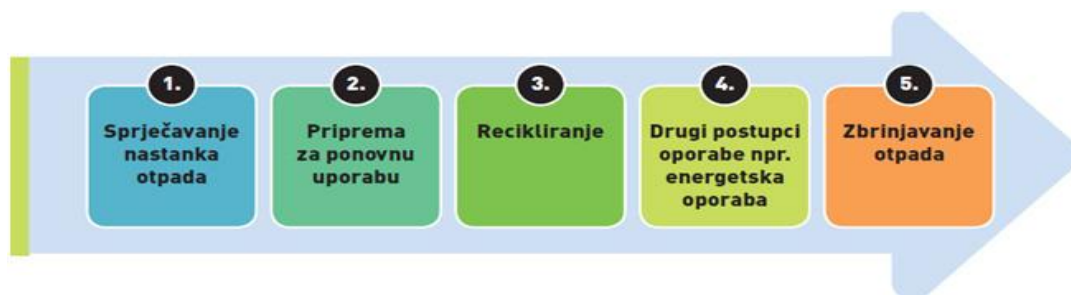 1.
Sprječavanje
nastanka
otpada
2.
Priprema
za ponovnu
uporabu
3.
Recikliranje
4.
Drugi postupci
oporabe npr.
energetska
oporaba
5.
Zbrinjavanje
otpada